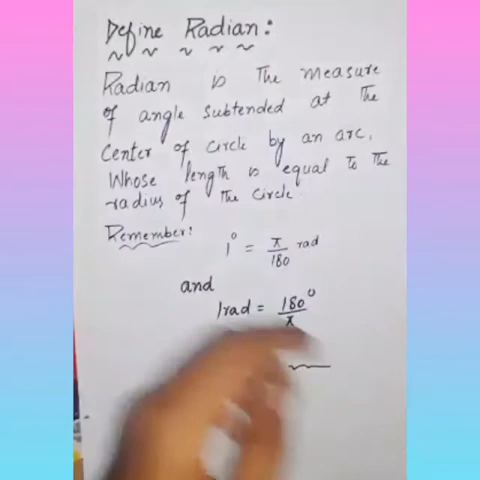 Define Radian:
Radian is The measure
of angle subtended at the
Center of circle by an arc,
Whose length is equal to the
radius of the circle.
Remember:
1° = π/180 rad
and
1rad = 180°/π